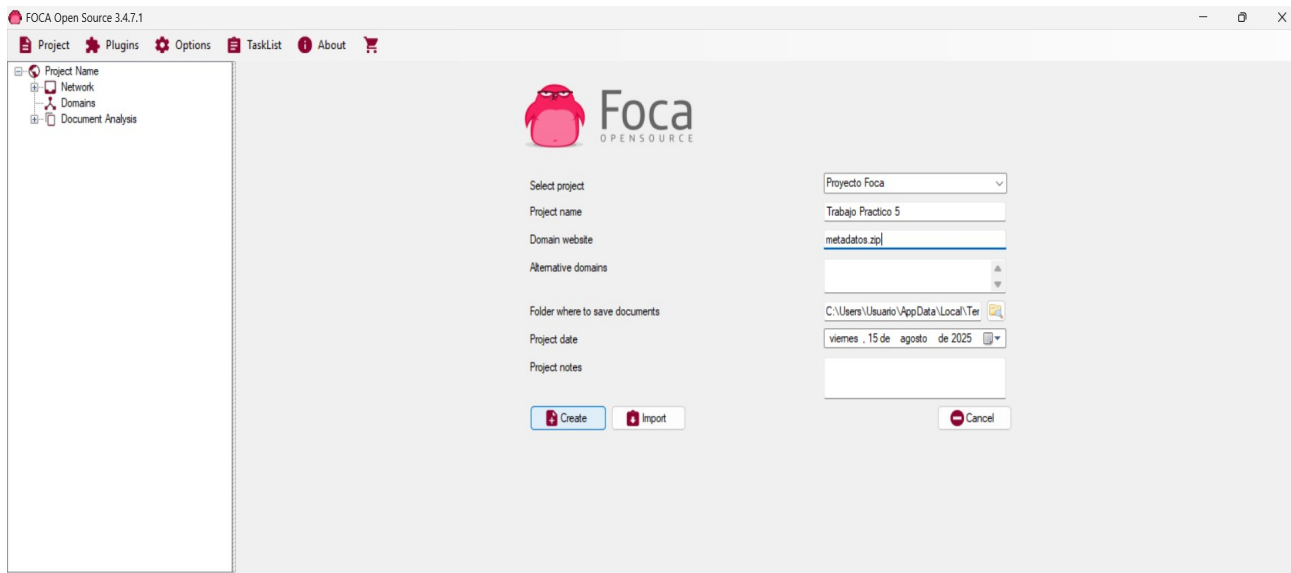 FOCA Open Source 3.4.7.1
Project Plugins Options TaskList About
Project Name
Network
Domains
Document Analysis
Foca
OPENSOURCE
Select project Proyecto Foca
Project name Trabajo Practico 5
Domain website metadatos.zip
Alternative domains
Folder where to save documents C:\Users\Usuario\AppData\Local\Ter
Project date viernes , 15 de agosto de 2025
Project notes
Create Import Cancel